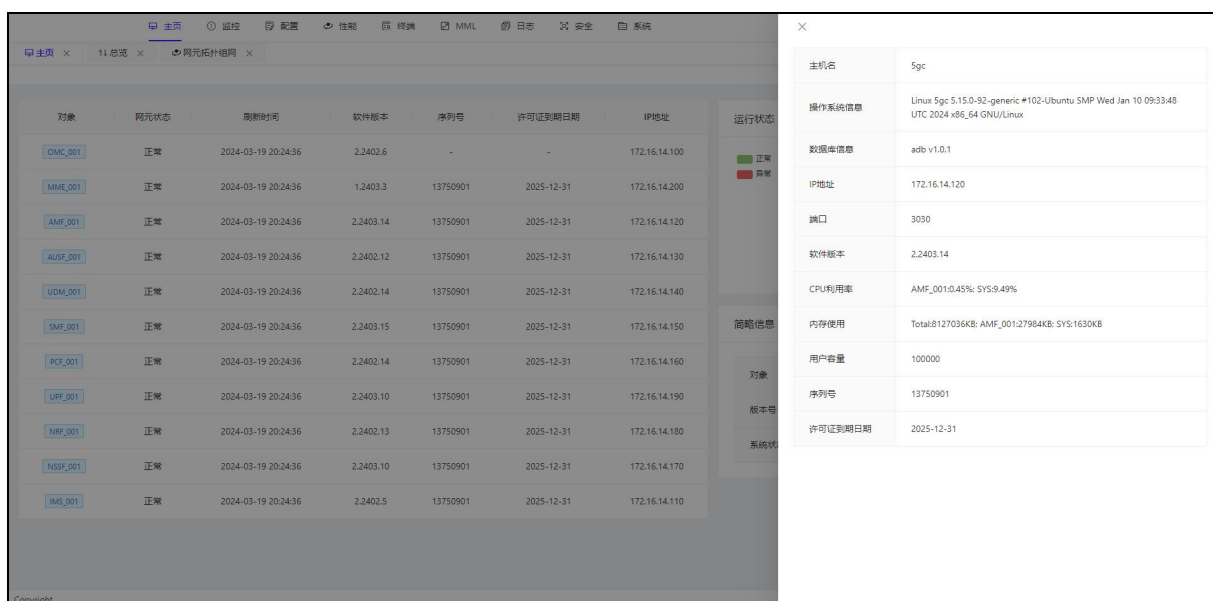 主页 监控 配置 性能 终端 MML 日志 安全 系统
主页 总览 网元拓扑组网
对象 网元状态 刷新时间 软件版本 序列号 许可证到期日期 IP地址
OMC_001 正常 2024-03-19 20:24:36 2.2402.6 - - 172.16.14.100
MME_001 正常 2024-03-19 20:24:36 1.2403.3 13750901 2025-12-31 172.16.14.200
AMF_001 正常 2024-03-19 20:24:36 2.2403.14 13750901 2025-12-31 172.16.14.120
AUSF_001 正常 2024-03-19 20:24:36 2.2402.12 13750901 2025-12-31 172.16.14.130
UDM_001 正常 2024-03-19 20:24:36 2.2402.14 13750901 2025-12-31 172.16.14.140
SMF_001 正常 2024-03-19 20:24:36 2.2403.15 13750901 2025-12-31 172.16.14.150
PCF_001 正常 2024-03-19 20:24:36 2.2402.14 13750901 2025-12-31 172.16.14.160
UPF_001 正常 2024-03-19 20:24:36 2.2403.10 13750901 2025-12-31 172.16.14.190
NRF_001 正常 2024-03-19 20:24:36 2.2402.13 13750901 2025-12-31 172.16.14.180
NSSF_001 正常 2024-03-19 20:24:36 2.2403.10 13750901 2025-12-31 172.16.14.170
IMS_001 正常 2024-03-19 20:24:36 2.2402.5 13750901 2025-12-31 172.16.14.110
运行状态
正常
异常
简略信息
对象
版本号
系统状
Copyright
主机名 5gc
操作系统信息 Linux 5gc 5.15.0-92-generic #102-Ubuntu SMP Wed Jan 10 09:33:48
UTC 2024 x86_64 GNU/Linux
数据库信息 adb v1.0.1
IP地址 172.16.14.120
端口 3030
软件版本 2.2403.14
CPU利用率 AMF_001:0.45%; SYS:9.49%
内存使用 Total:8127036KB; AMF_001:27984KB; SYS:1630KB
用户容量 100000
序列号 13750901
许可证到期日期 2025-12-31